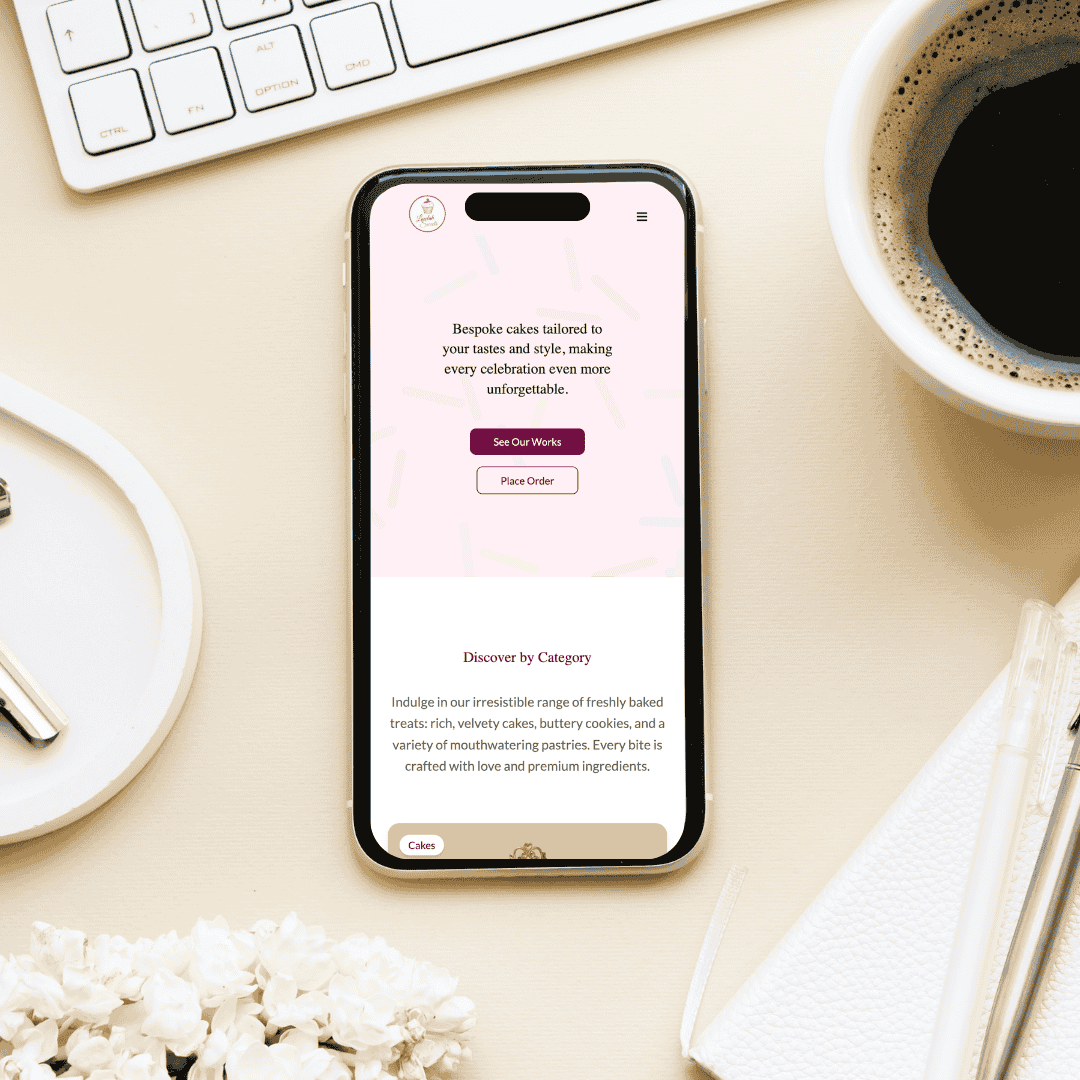 ALT
CMD
OPTION
FN
CTRL
Bespoke cakes tailored to
your tastes and style, making
every celebration even more
unforgettable.
See Our Works
Place Order
Discover by Category
Indulge in our irresistible range of freshly baked
treats: rich, velvety cakes, buttery cookies, and a
variety of mouthwatering pastries. Every bite is
crafted with love and premium ingredients.
Cakes